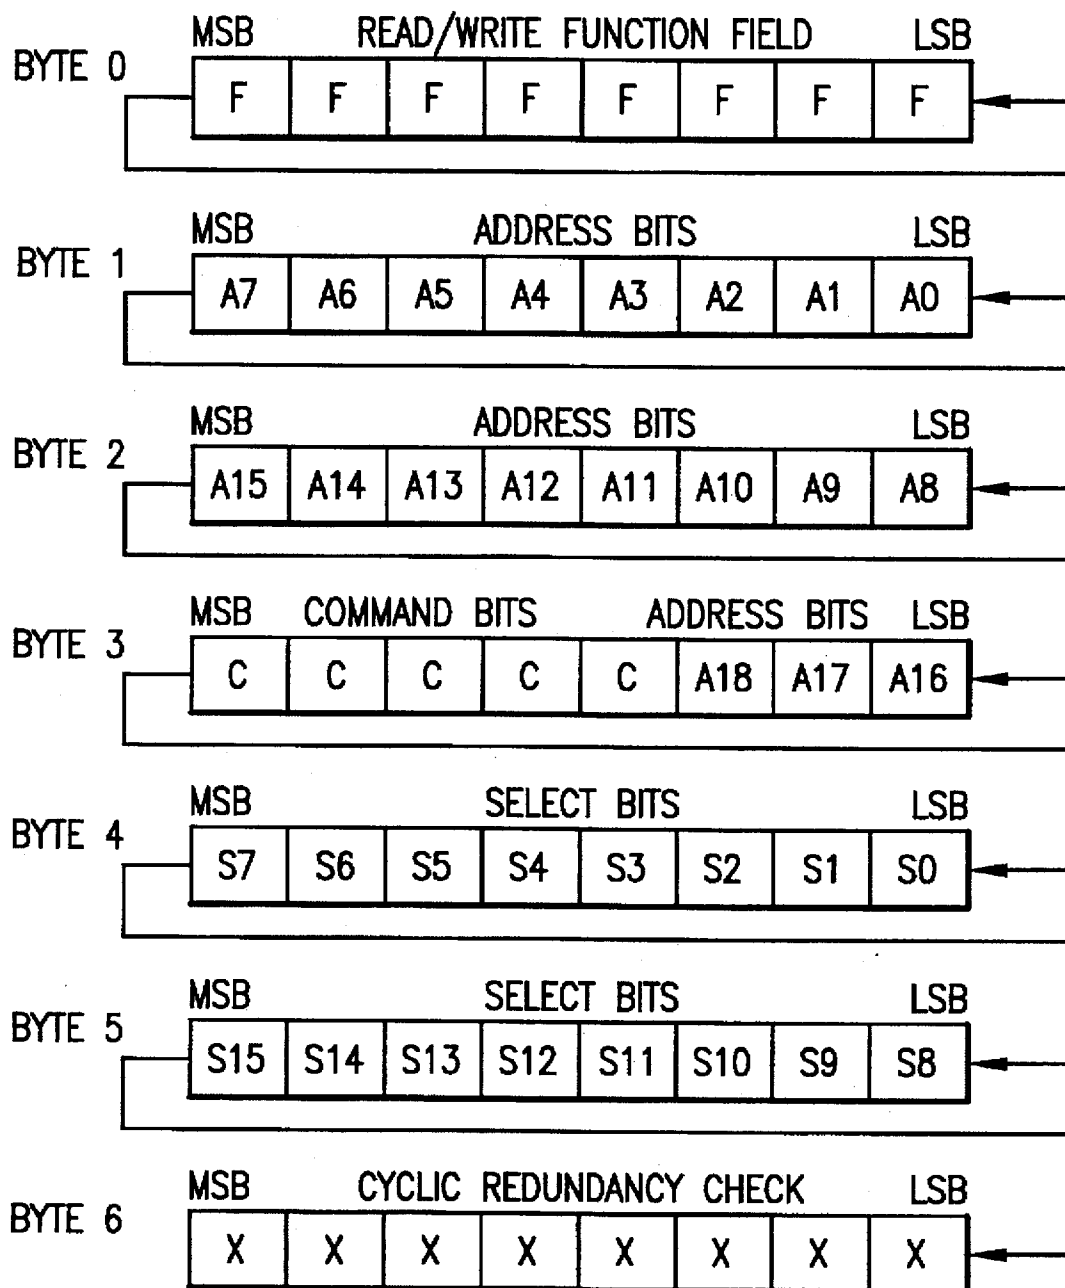 MSB READ/WRITE FUNCTION FIELD LSB
BYTE 0
F F F F F F F F
MSB ADDRESS BITS LSB
BYTE 1
A7 A6 A5 A4 A3 A2 A1 A0
MSB ADDRESS BITS LSB
BYTE 2
A15 A14 A13 A12 A11 A10 A9 A8
MSB COMMAND BITS ADDRESS BITS LSB
BYTE 3
C C C C C A18 A17 A16
MSB SELECT BITS LSB
BYTE 4
S7 S6 S5 S4 S3 S2 S1 S0
MSB SELECT BITS LSB
BYTE 5
S15 S14 S13 S12 S11 S10 S9 S8
MSB CYCLIC REDUNDANCY CHECK LSB
BYTE 6
X X X X X X X X